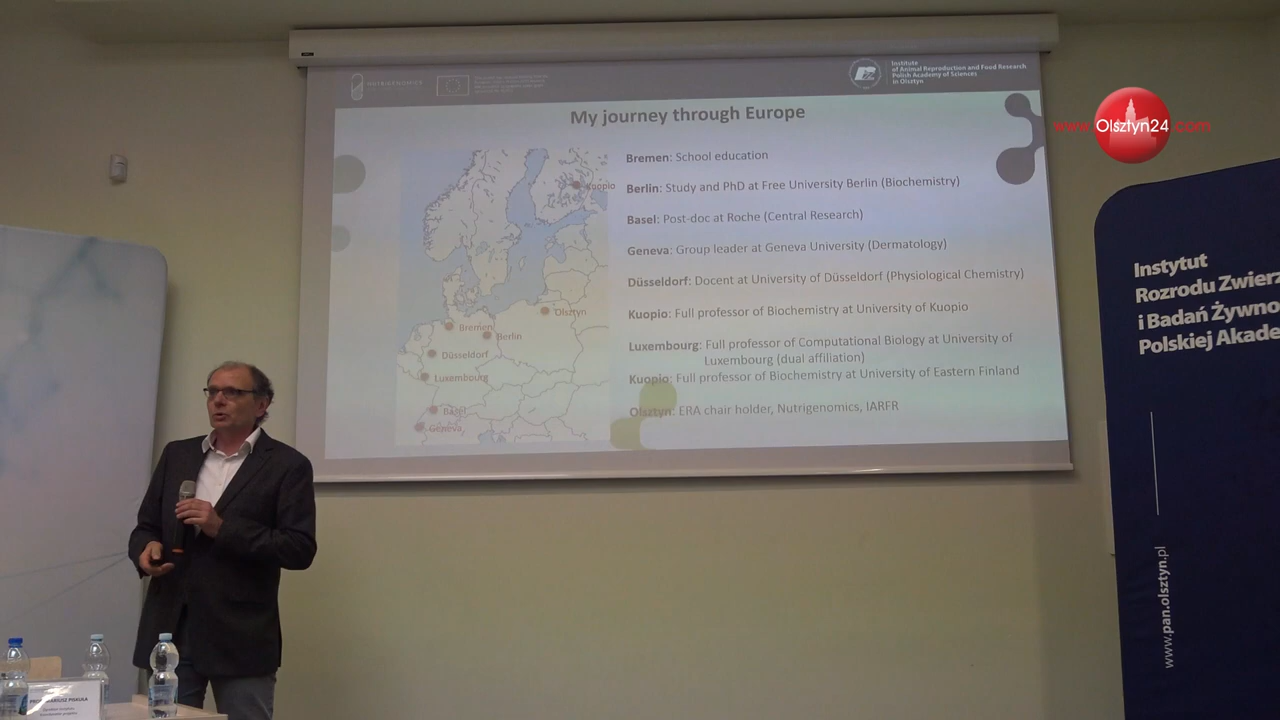 NUTRIGENOMICS
Institute
of Animal Reproduction and Food Research
Polish Academy of Sciences
in Olsztyn
www.Olsztyn24.com
My journey through Europe
Bremen: School education
Berlin: Study and PhD at Free University Berlin (Biochemistry)
Basel: Post-doc at Roche (Central Research)
Geneva: Group leader at Geneva University (Dermatology)
Düsseldorf: Docent at University of Düsseldorf (Physiological Chemistry)
Kuopio: Full professor of Biochemistry at University of Kuopio
Luxembourg: Full professor of Computational Biology at University of
Luxembourg (dual affiliation)
Kuopio: Full professor of Biochemistry at University of Eastern Finland
Olsztyn: ERA chair holder, Nutrigenomics, IARFR
Kuopio
Olsztyn
Bremen
Berlin
Düsseldorf
Luxembourg
Basel
Geneva
Instytut
Rozrodu Zwierz
i Badań Żywno
Polskiej Akade
www.pan.olsztyn.pl